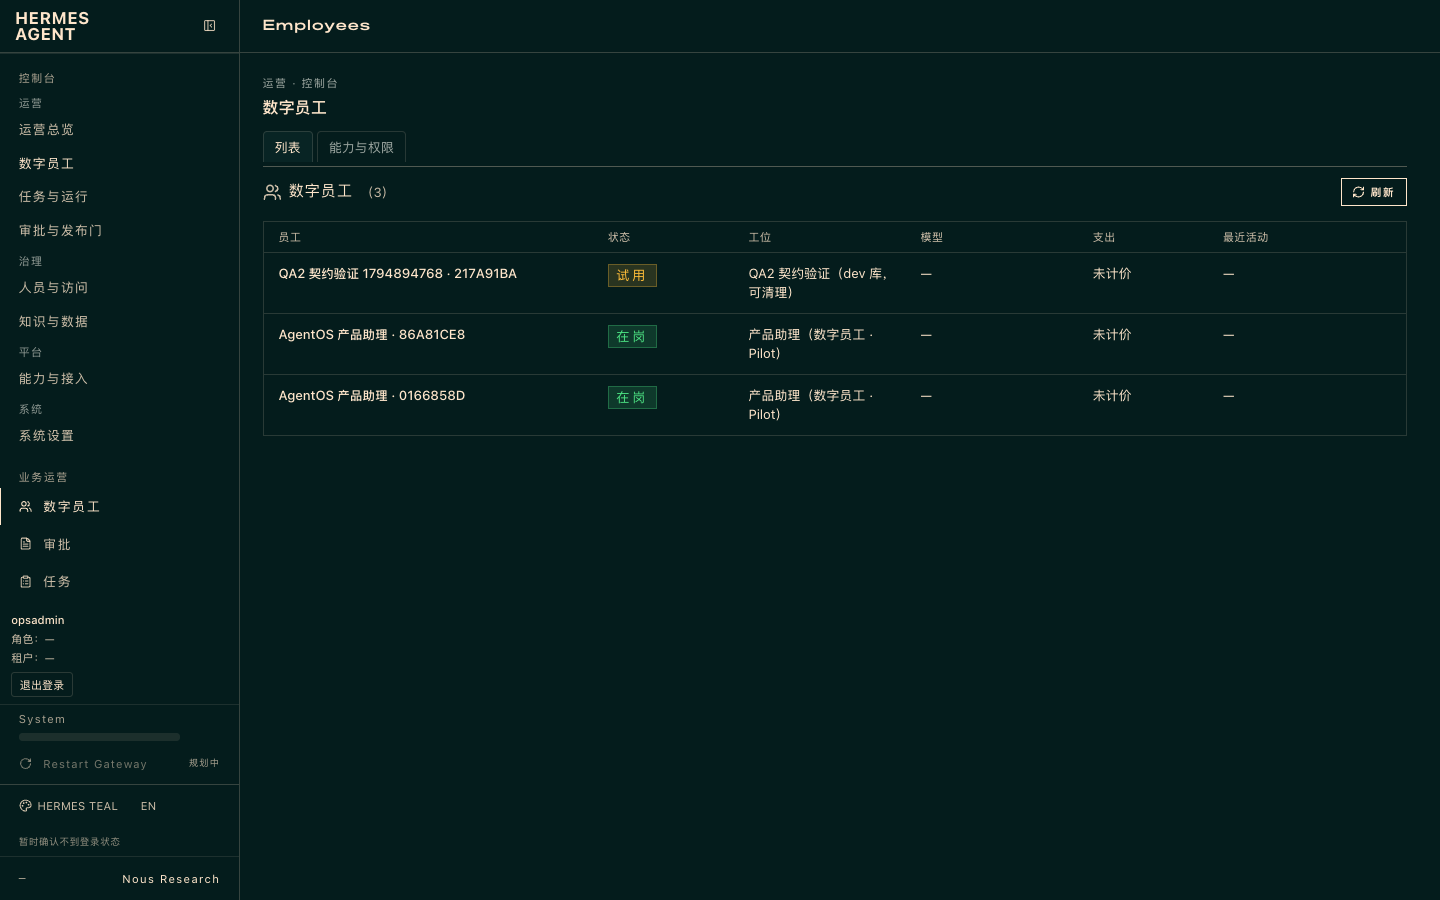 HERMES
AGENT
Employees
控制台
运营
运营总览
数字员工
任务与运行
审批与发布门
治理
人员与访问
知识与数据
平台
能力与接入
系统
系统设置
业务运营
数字员工
审批
任务
opsadmin
角色: —
租户: —
退出登录
System
Restart Gateway 规划中
HERMES TEAL EN
暂时确认不到登录状态
— Nous Research
运营 · 控制台
数字员工
列表 能力与权限
数字员工 (3) 刷新
员工 状态 工位 模型 支出 最近活动
QA2 契约验证 1794894768 · 217A91BA 试用 QA2 契约验证（dev 库, — 未计价 —
可清理）
AgentOS 产品助理 · 86A81CE8 在岗 产品助理（数字员工 · — 未计价 —
Pilot）
AgentOS 产品助理 · 0166858D 在岗 产品助理（数字员工 · — 未计价 —
Pilot）